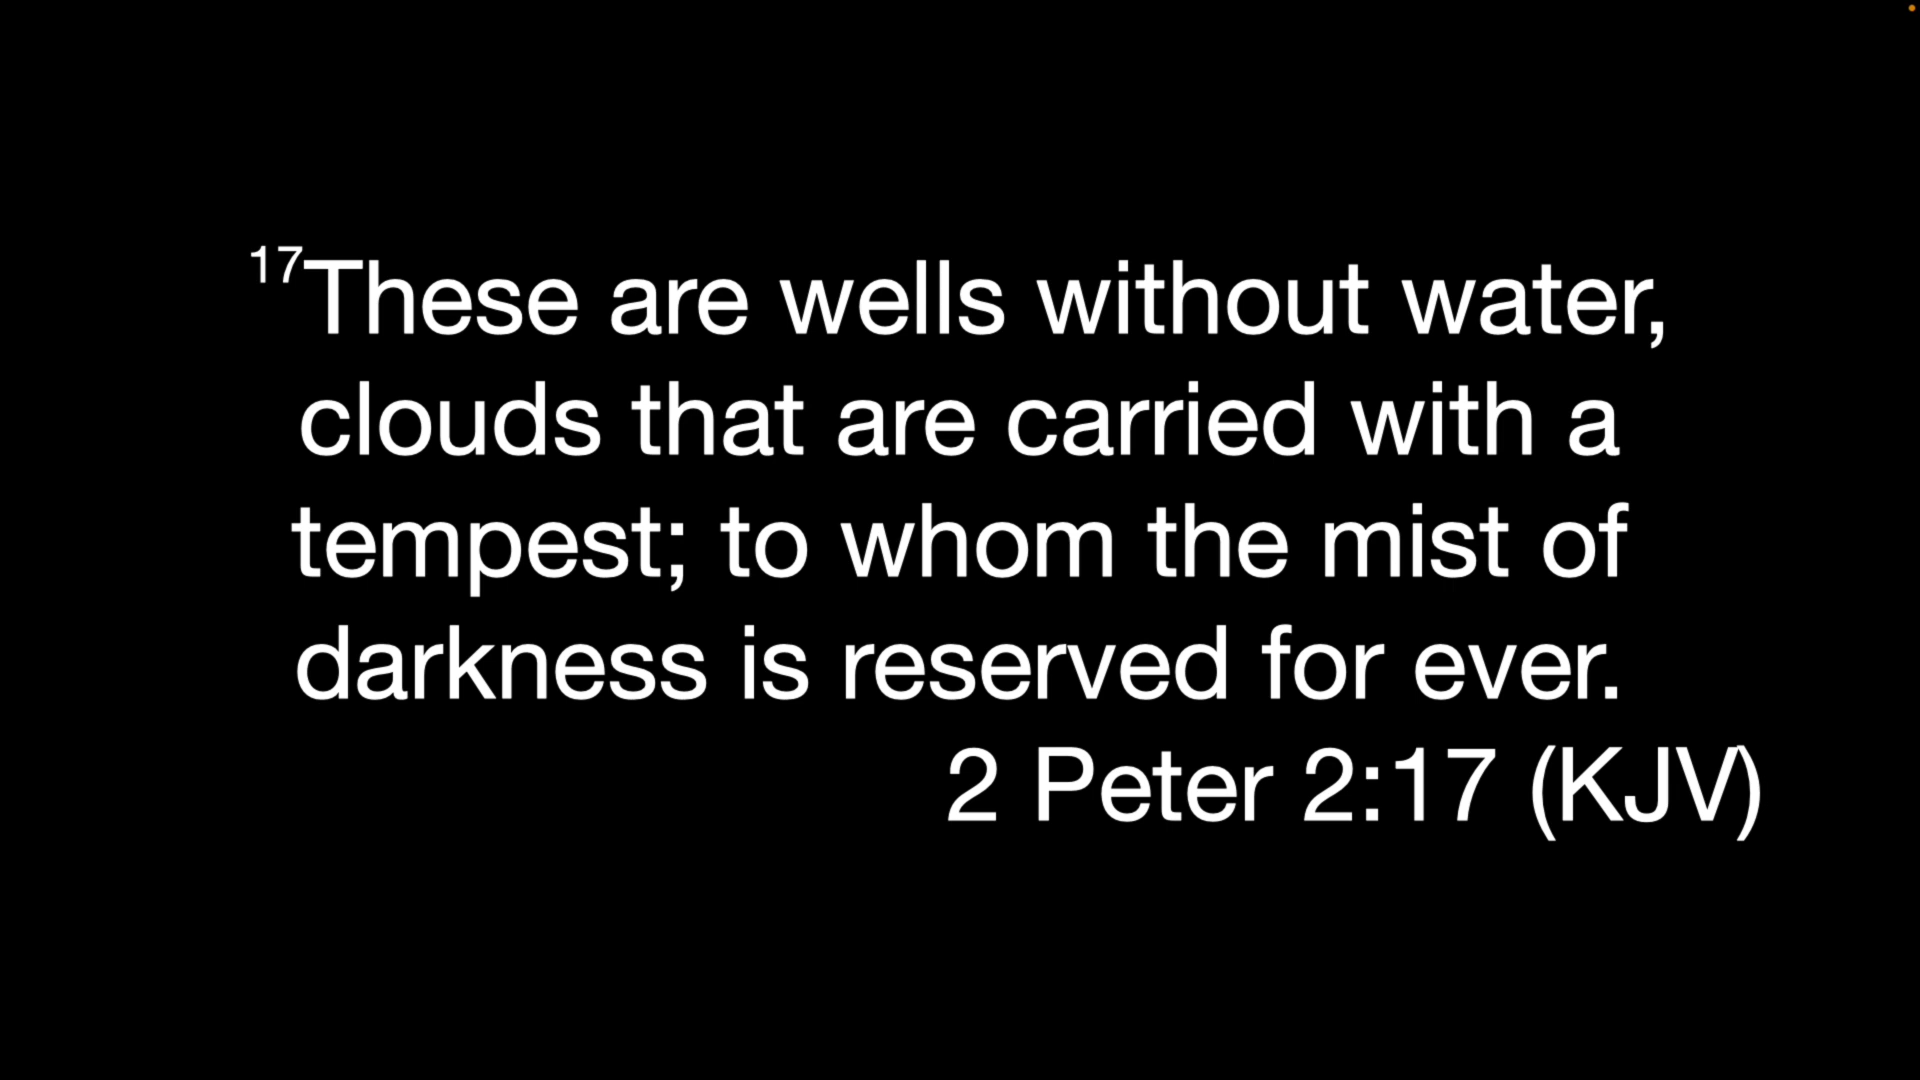 17These are wells without water,
clouds that are carried with a
tempest; to whom the mist of
darkness is reserved for ever.
2 Peter 2:17 (KJV)